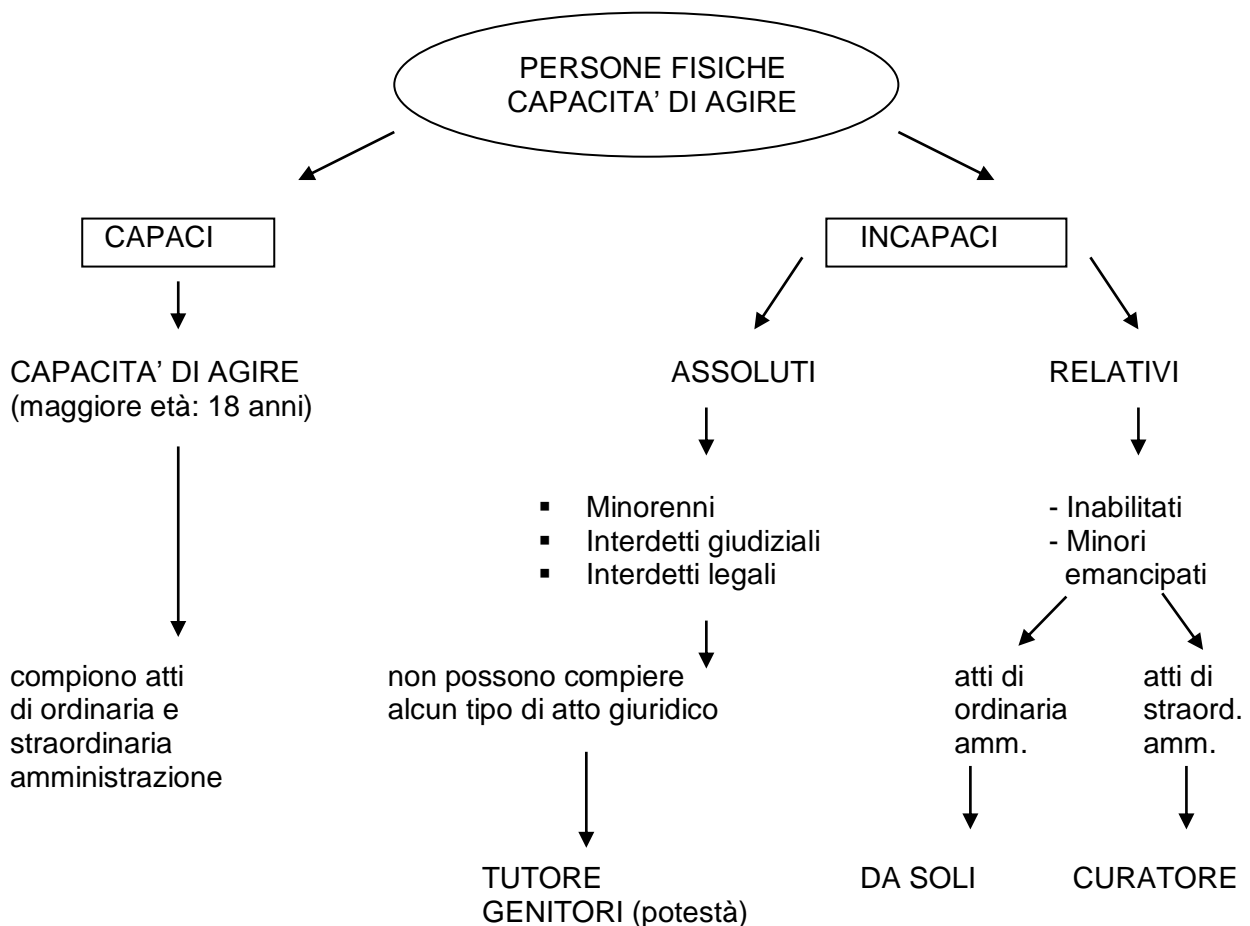 PERSONE FISICHE
CAPACITA’ DI AGIRE
CAPACI
INCAPACI
CAPACITA’ DI AGIRE
(maggiore età: 18 anni)
ASSOLUTI
RELATIVI
▪ Minorenni
▪ Interdetti giudiziali
▪ Interdetti legali
- Inabilitati
- Minori
emancipati
compiono atti
di ordinaria e
straordinaria
amministrazione
non possono compiere
alcun tipo di atto giuridico
atti di
ordinaria
amm.
atti di
straord.
amm.
TUTORE
GENITORI (potestà)
DA SOLI
CURATORE